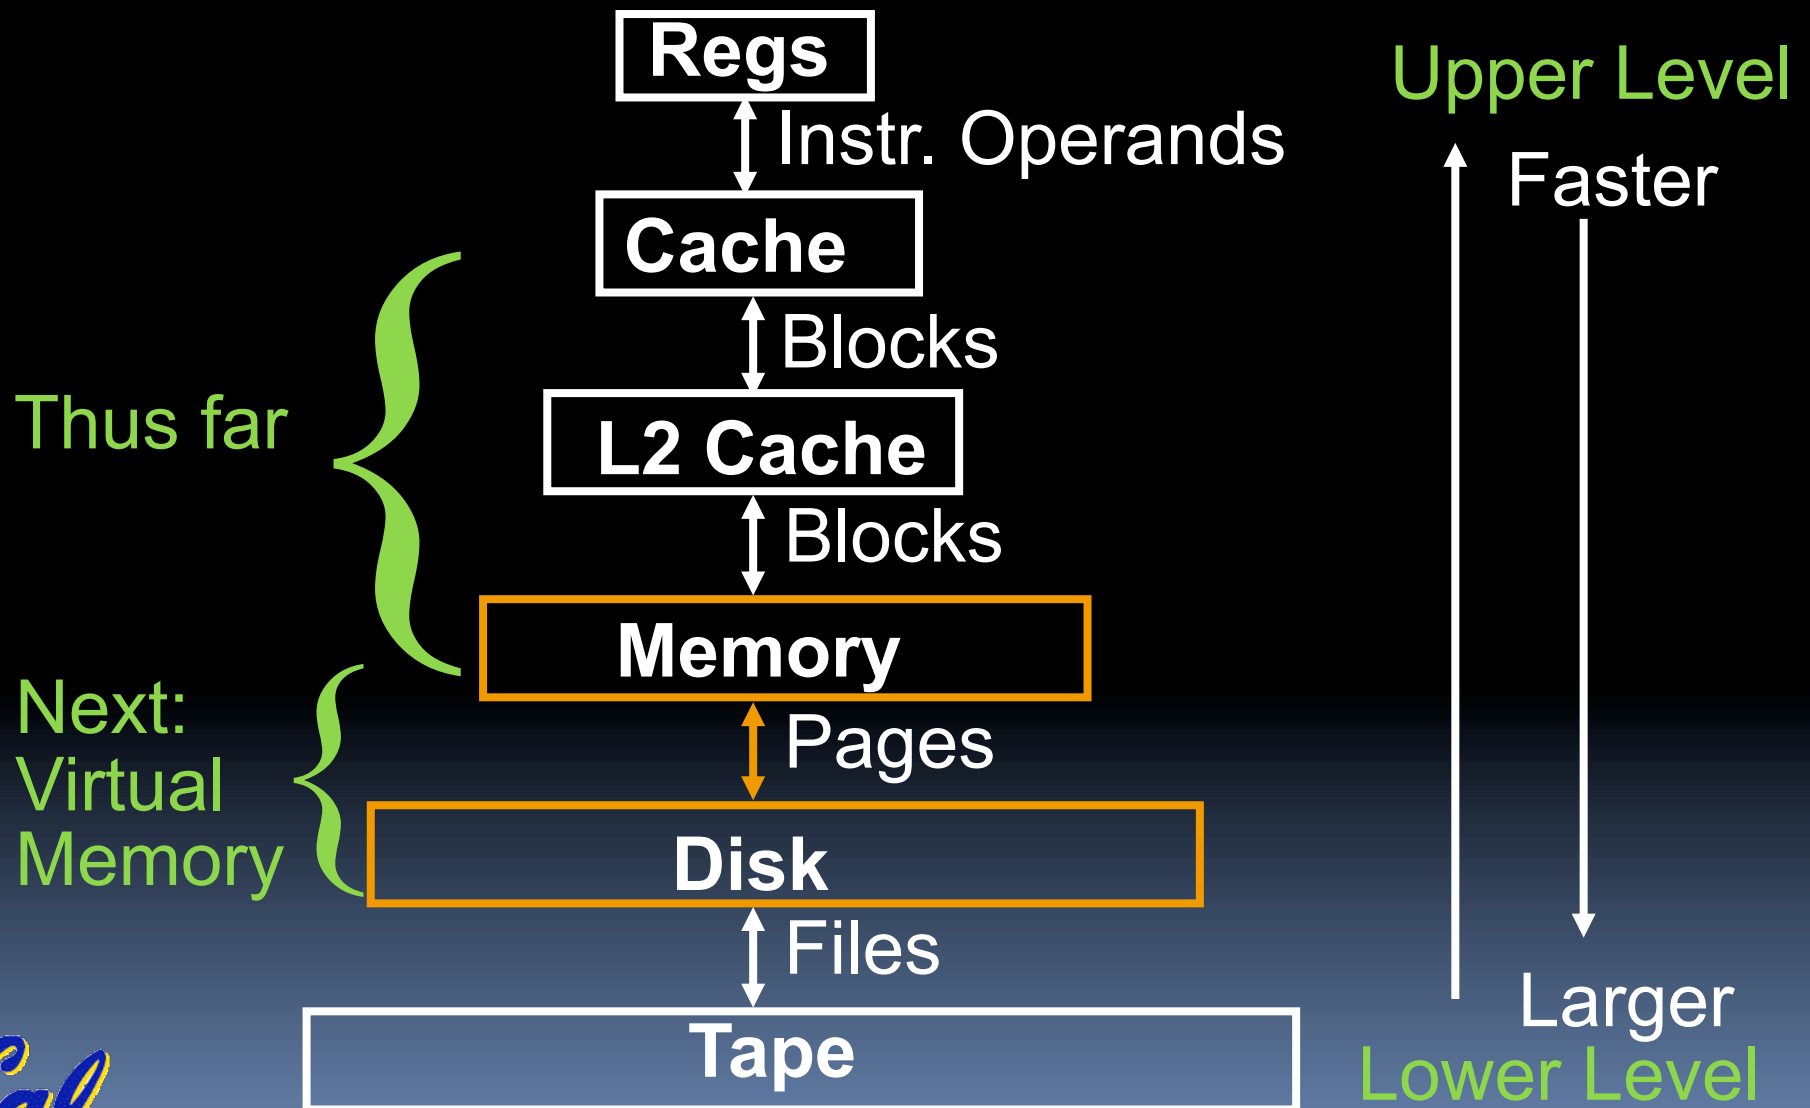 Regs
Upper Level
Instr. Operands
Faster
Cache
Blocks
Thus far
L2 Cache
Blocks
Memory
Next:
Virtual
Memory
Pages
Disk
Files
Larger
Tape
Lower Level
Cal